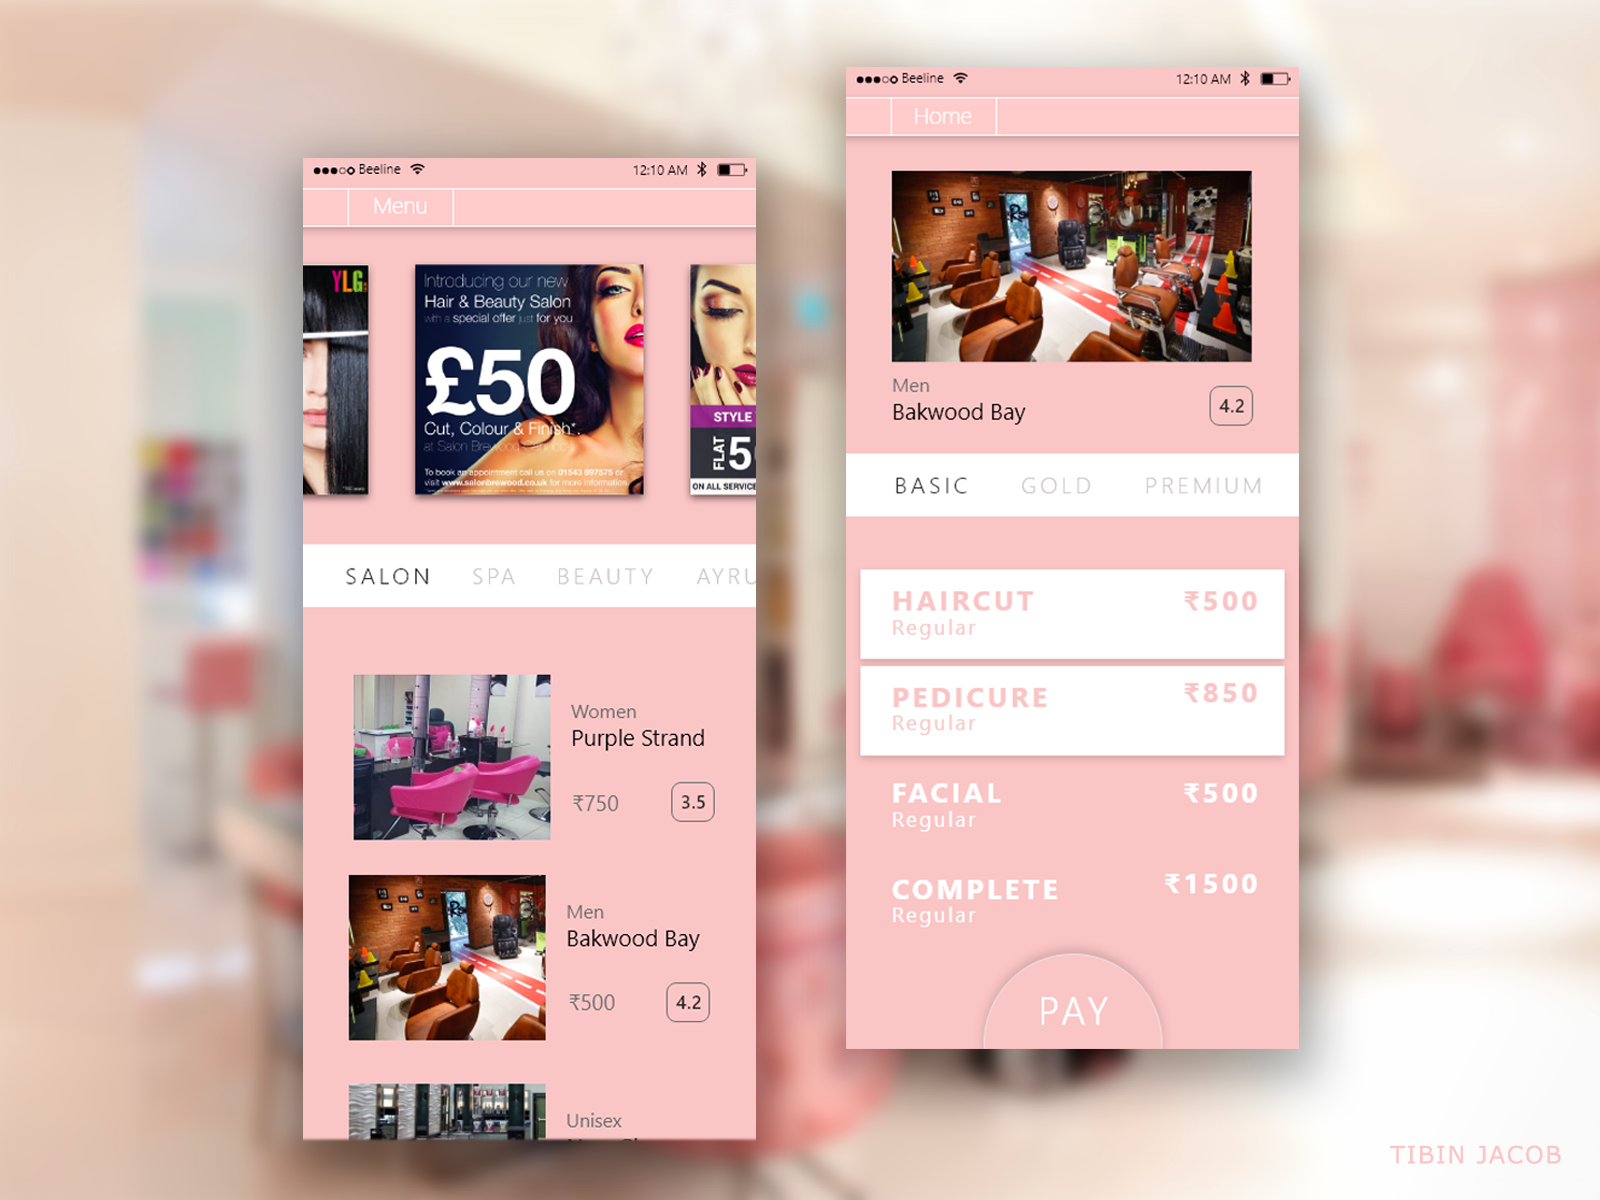 Beeline
12:10 AM
Menu
YLG
Introducing our new
Hair & Beauty Salon
with a special offer just for you
£50
Cut, Colour & Finish*.
at Salon Brewood
To book an appointment call us on 01543 897575 or
visit www.salonbrewood.co.uk for more information.
STYLE
FLAT 50
ON ALL SERVICE
SALON SPA BEAUTY AYRU
Women
Purple Strand
₹750
3.5
Men
Bakwood Bay
₹500
4.2
Unisex
Beeline
12:10 AM
Home
Men
Bakwood Bay
4.2
BASIC GOLD PREMIUM
HAIRCUT ₹500
Regular
PEDICURE ₹850
Regular
FACIAL ₹500
Regular
COMPLETE ₹1500
Regular
PAY
TIBIN JACOB